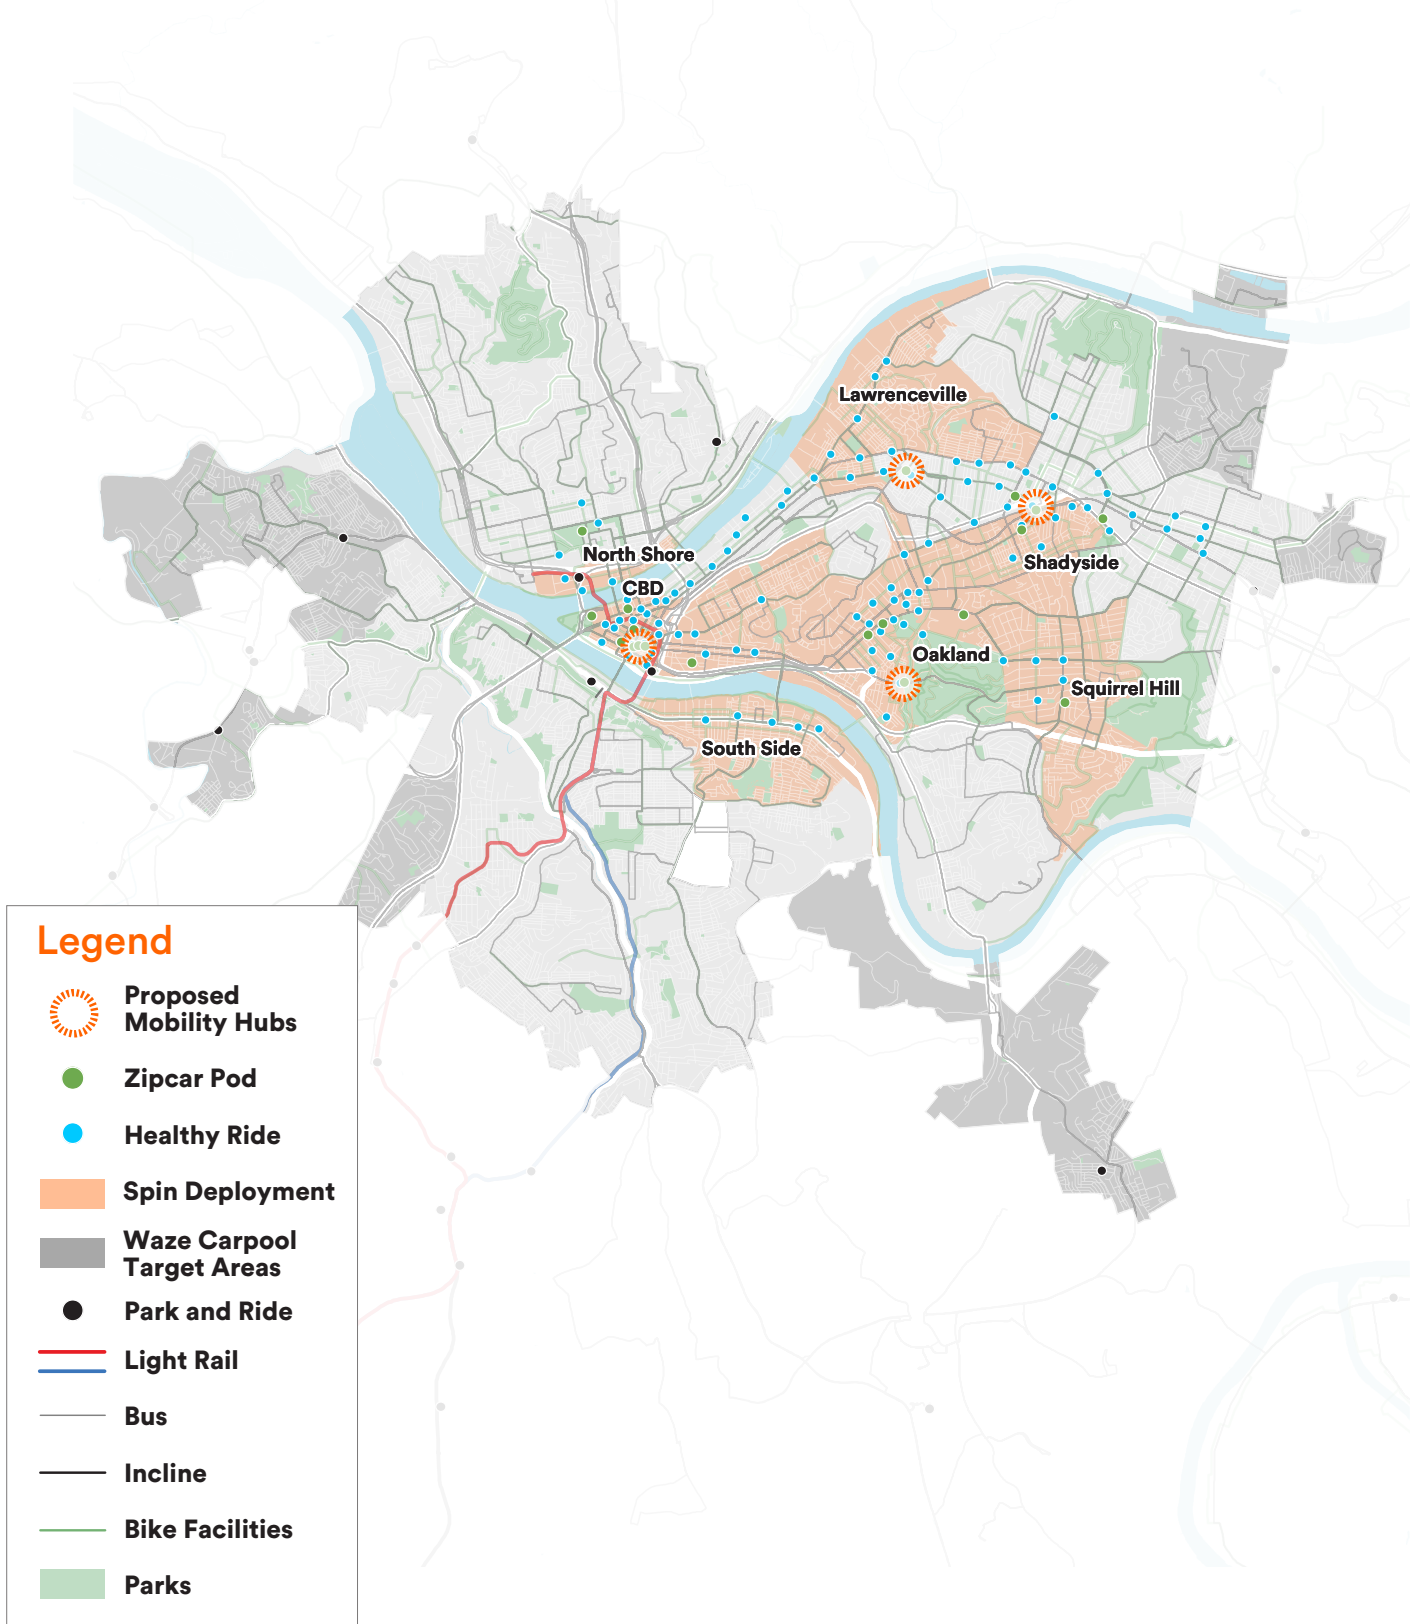 Lawrenceville
North Shore
CBD
Shadyside
Oakland
Squirrel Hill
South Side
Legend
Proposed
Mobility Hubs
Zipcar Pod
Healthy Ride
Spin Deployment
Waze Carpool
Target Areas
Park and Ride
Light Rail
Bus
Incline
Bike Facilities
Parks